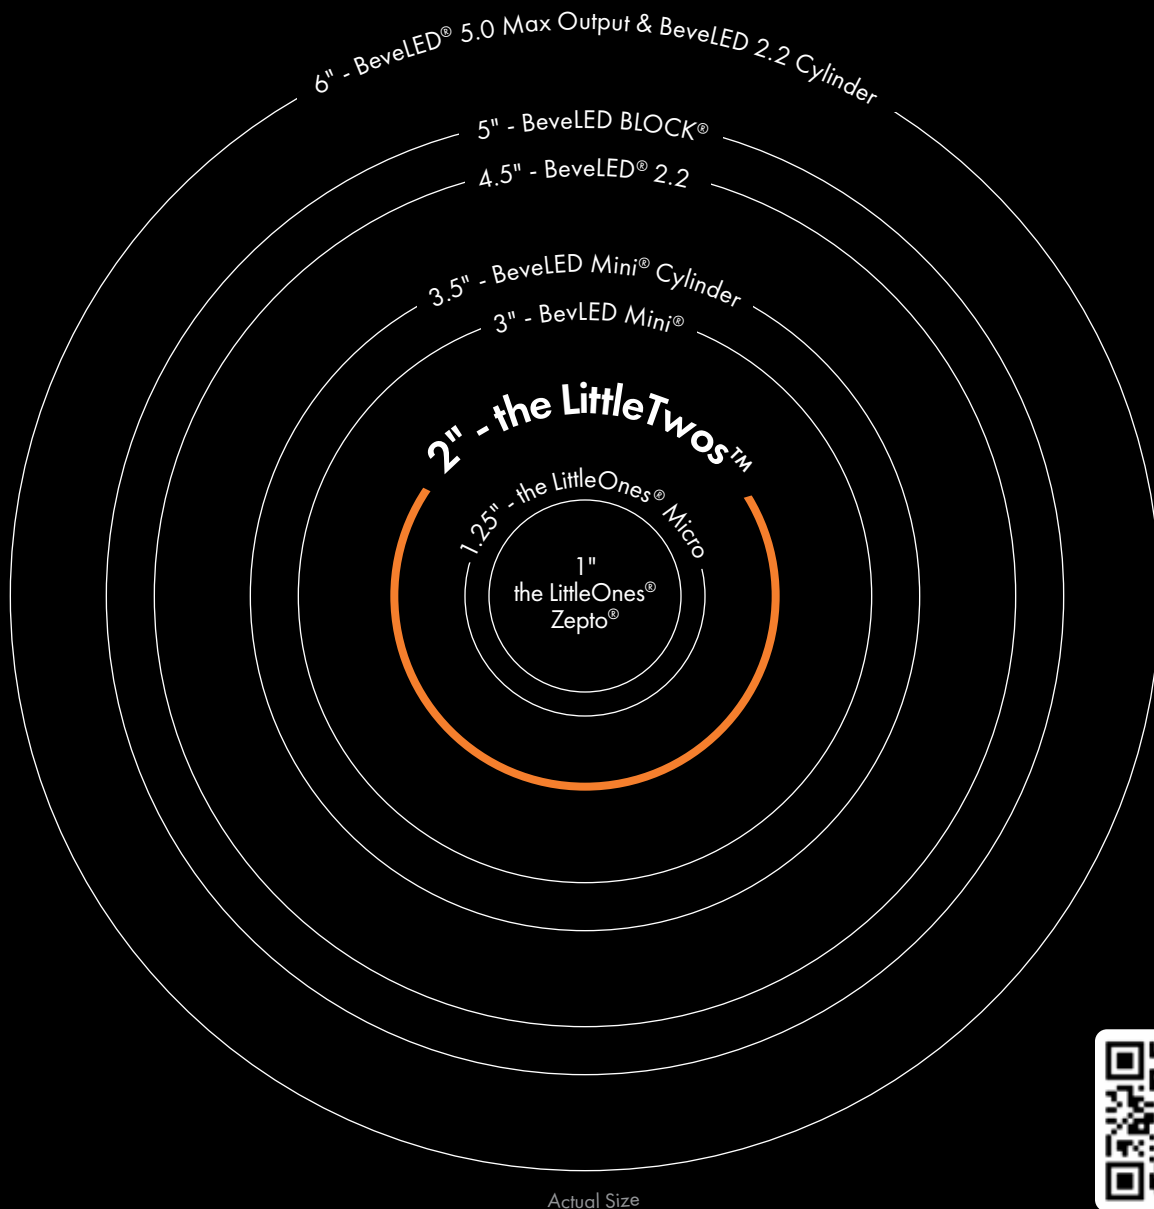 6" - BeveLED® 5.0 Max Output & BeveLED 2.2 Cylinder
5" - BeveLED BLOCK®
4.5" - BeveLED® 2.2
3.5" - BeveLED Mini® Cylinder
3" - BevLED Mini®
2" - the LittleTwos™
1.25" - the LittleOnes® Micro
1"
the LittleOnes®
Zepto®
Actual Size